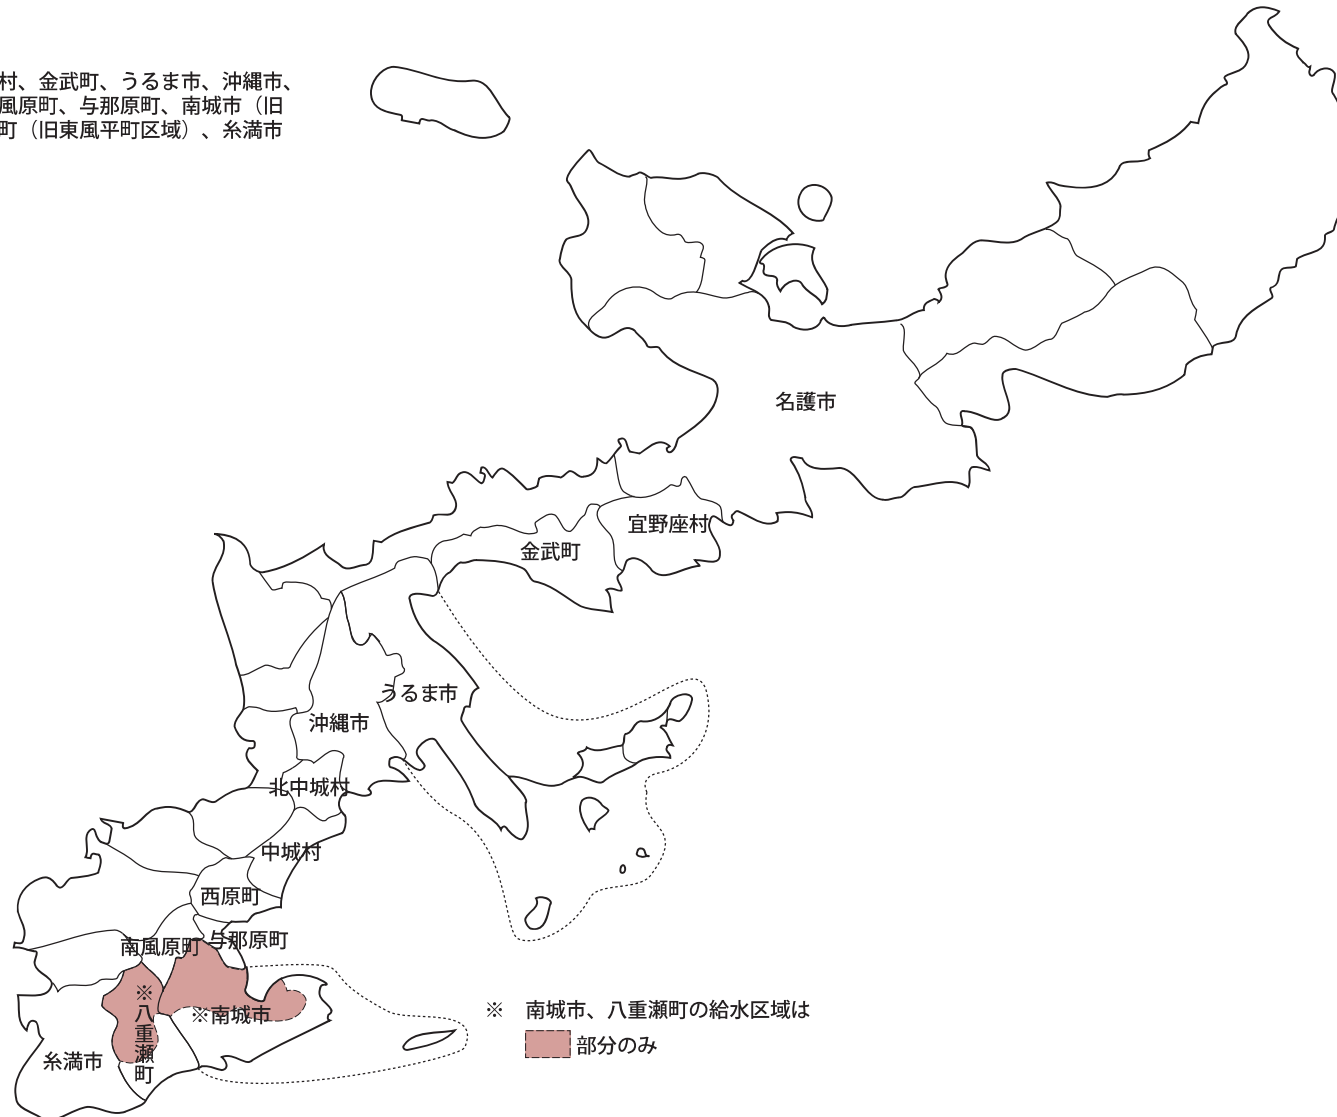 村、金武町、うるま市、沖縄市、
風原町、与那原町、南城市（旧
町（旧東風平町区域）、糸満市
名護市
宜野座村
金武町
うるま市
沖縄市
北中城村
中城村
西原町
与那原町
南風原町
※八重瀬町
※南城市
糸満市
※ 南城市、八重瀬町の給水区域は
部分のみ